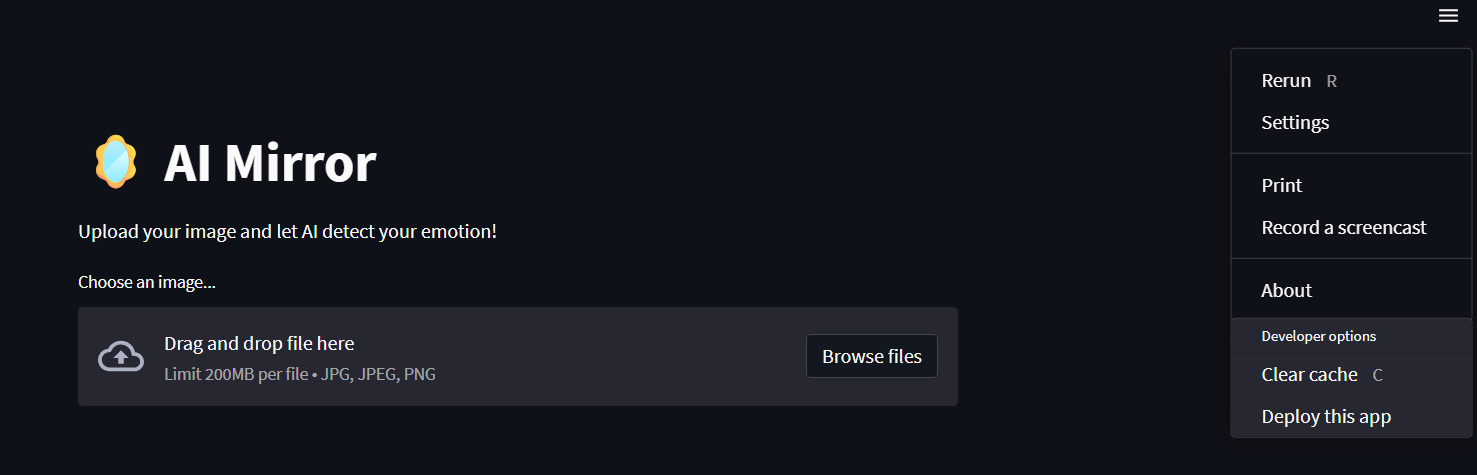 AI Mirror
Upload your image and let AI detect your emotion!
Choose an image...
Drag and drop file here
Limit 200MB per file • JPG, JPEG, PNG
Browse files
Rerun R
Settings
Print
Record a screencast
About
Developer options
Clear cache C
Deploy this app